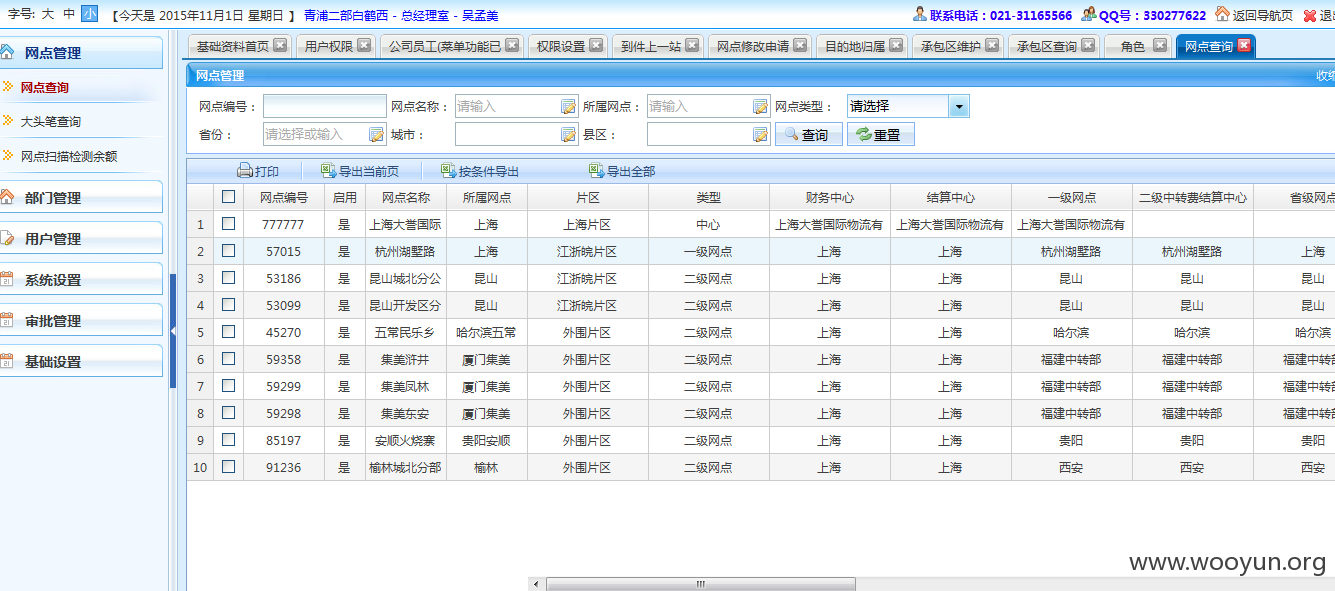 字号: 大 中 小 【今天是 2015年11月1日 星期日 】 青浦二部白鹤西 - 总经理室 - 吴孟美 联系电话：021-31165566 QQ号：330277622 返回导航页 退出
网点管理
网点查询
大头笔查询
网点扫描检测余额
部门管理
用户管理
系统设置
审批管理
基础设置
基础资料首页 用户权限 公司员工(菜单功能已 权限设置 到件上一站 网点修改申请 目的地归属 承包区维护 承包区查询 角色 网点查询
网点管理 收缩
网点编号： 网点名称： 请输入 所属网点： 请输入 网点类型： 请选择
省份： 请选择或输入 城市： 县区： 查询 重置
打印 导出当前页 按条件导出 导出全部
网点编号 启用 网点名称 所属网点 片区 类型 财务中心 结算中心 一级网点 二级中转费结算中心 省级网点
1 777777 是 上海大誉国际 上海 上海片区 中心 上海大誉国际物流有 上海大誉国际物流有 上海大誉国际物流有
2 57015 是 杭州湖墅路 上海 江浙皖片区 一级网点 上海 上海 杭州湖墅路 杭州湖墅路 上海
3 53186 是 昆山城北分公 昆山 江浙皖片区 二级网点 上海 上海 昆山 昆山 昆山
4 53099 是 昆山开发区分 昆山 江浙皖片区 二级网点 上海 上海 昆山 昆山 昆山
5 45270 是 五常民乐乡 哈尔滨五常 外围片区 二级网点 上海 上海 哈尔滨 哈尔滨 哈尔滨
6 59358 是 集美浒井 厦门集美 外围片区 二级网点 上海 上海 福建中转部 福建中转部 福建中转部
7 59299 是 集美凤林 厦门集美 外围片区 二级网点 上海 上海 福建中转部 福建中转部 福建中转部
8 59298 是 集美东安 厦门集美 外围片区 二级网点 上海 上海 福建中转部 福建中转部 福建中转部
9 85197 是 安顺火烧寨 贵阳安顺 外围片区 二级网点 上海 上海 贵阳 贵阳 贵阳
10 91236 是 榆林城北分部 榆林 外围片区 二级网点 上海 上海 西安 西安 西安
www.wooyun.org